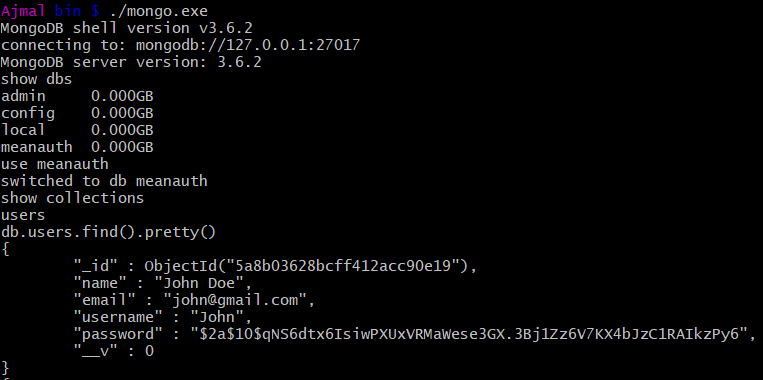 Ajmal bin $ ./mongo.exe
MongoDB shell version v3.6.2
connecting to: mongodb://127.0.0.1:27017
MongoDB server version: 3.6.2
show dbs
admin     0.000GB
config    0.000GB
local     0.000GB
meanauth  0.000GB
use meanauth
switched to db meanauth
show collections
users
db.users.find().pretty()
{
        "_id" : ObjectId("5a8b03628bcff412acc90e19"),
        "name" : "John Doe",
        "email" : "john@gmail.com",
        "username" : "John",
        "password" : "$2a$10$qNS6dtx6IsiwPXUxVRMaWese3GX.3Bj1Zz6V7KX4bJzC1RAIkzPy6",
        "__v" : 0
}